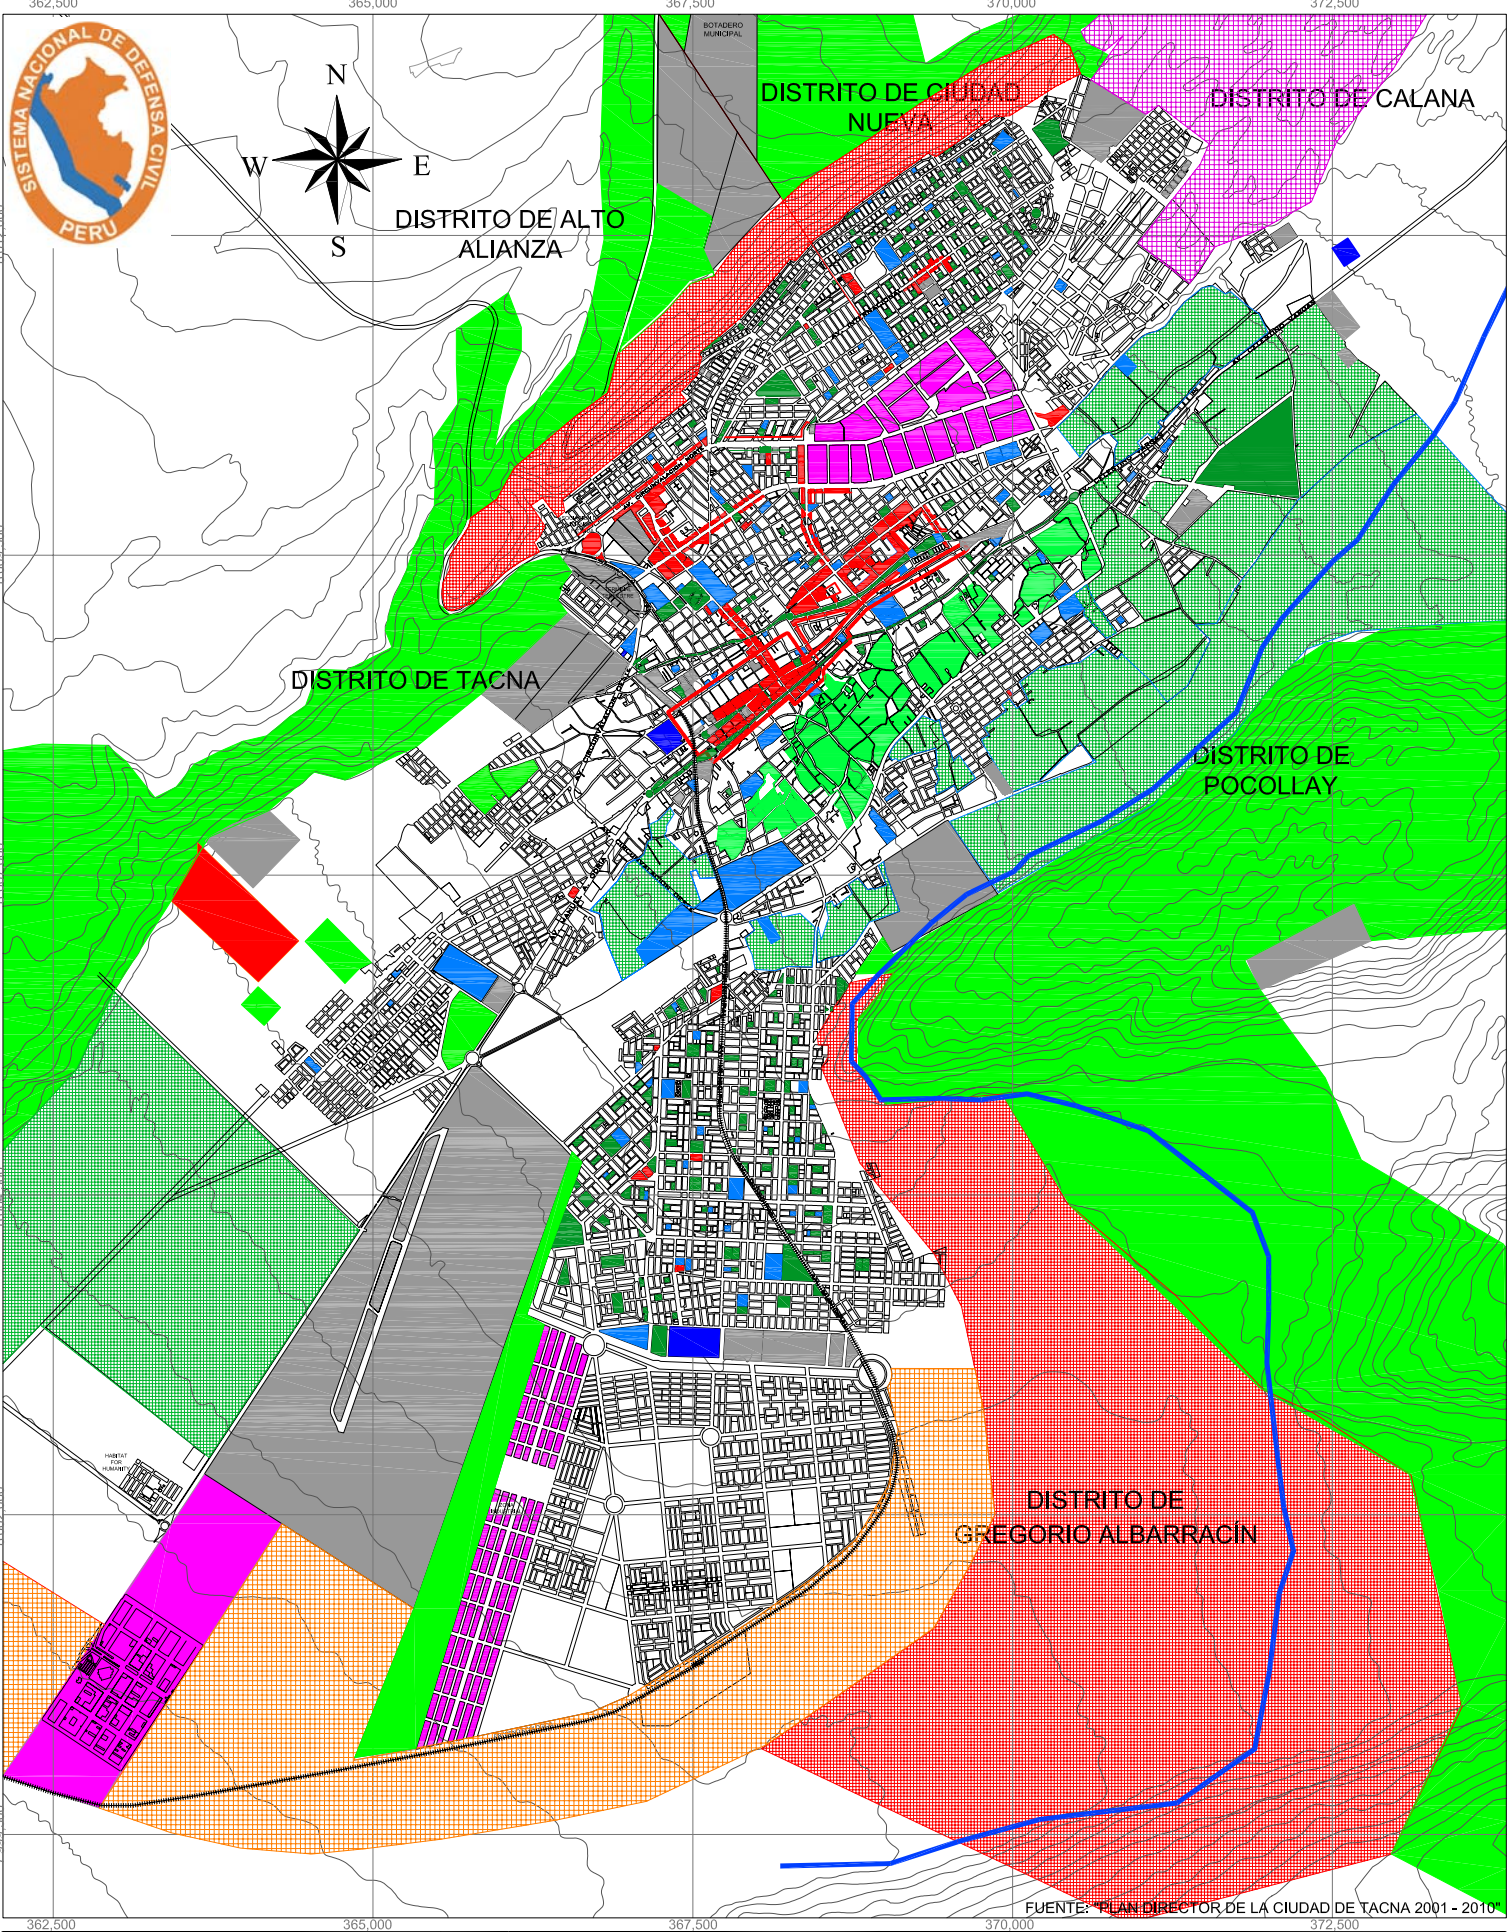 362,500
365,000
367,500
370,000
372,500
SISTEMA NACIONAL DE DEFENSA CIVIL
PERU
N
W
E
S
BOTADERO
MUNICIPAL
DISTRITO DE CIUDAD
NUEVA
DISTRITO DE CALANA
DISTRITO DE ALTO
ALIANZA
DISTRITO DE TACNA
DISTRITO DE
POCOLLAY
HABITAT
FOR
HUMANITY
DISTRITO DE
GREGORIO ALBARRACÍN
FUENTE: "PLAN DIRECTOR DE LA CIUDAD DE TACNA 2001 - 2010"
362,500
365,000
367,500
370,000
372,500